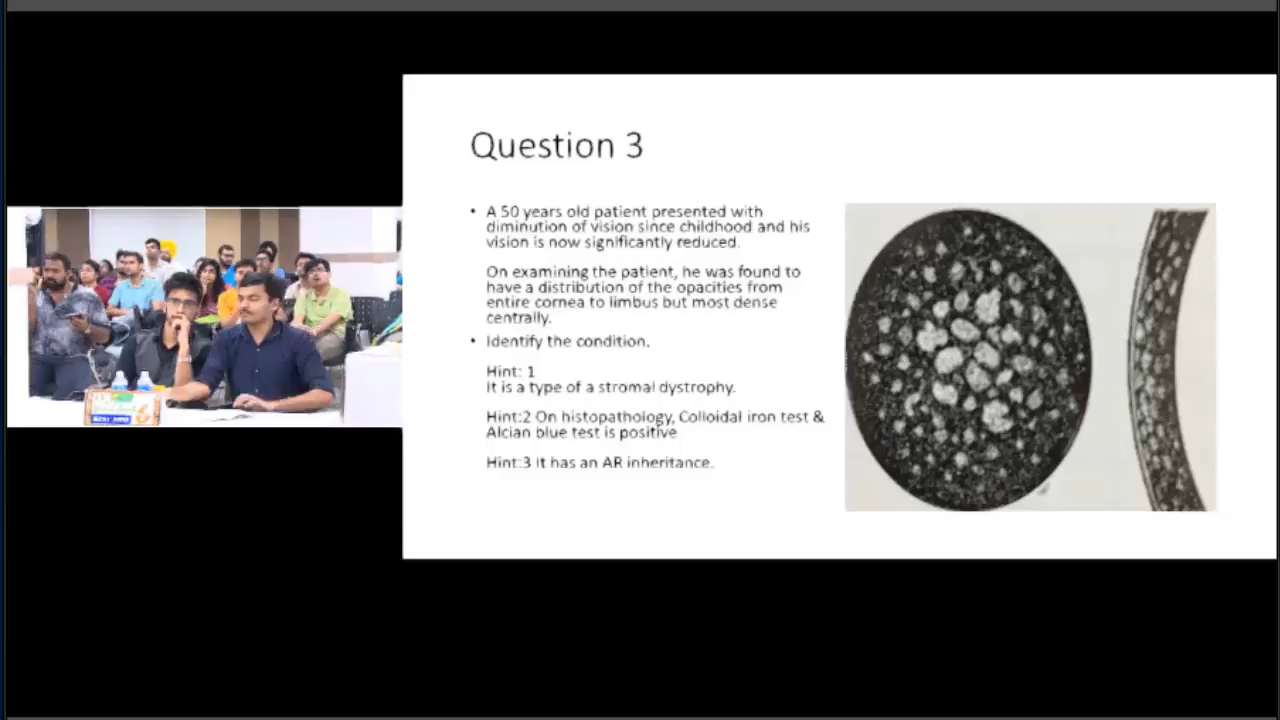 Question 3
• A 50 years old patient presented with
diminution of vision since childhood and his
vision is now significantly reduced.
On examining the patient, he was found to
have a distribution of the opacities from
entire cornea to limbus but most dense
centrally.
• Identify the condition.
Hint: 1
It is a type of a stromal dystrophy.
Hint:2 On histopathology, Colloidal iron test &
Alcian blue test is positive
Hint:3 It has an AR inheritance.